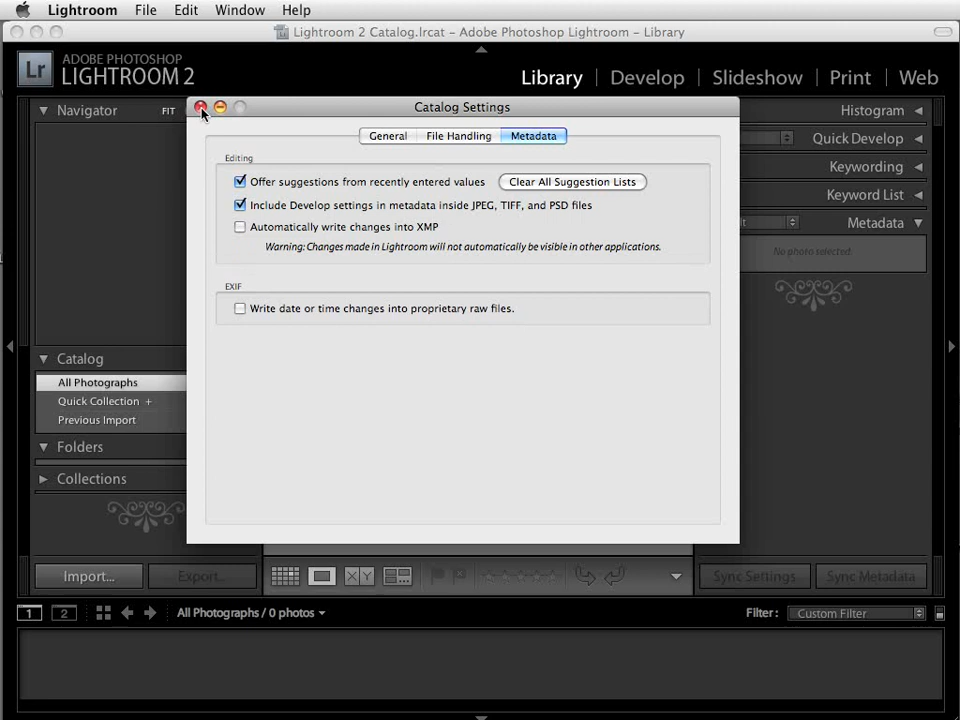 Lightroom File Edit Window Help
Lightroom 2 Catalog.lrcat – Adobe Photoshop Lightroom – Library
Lr ADOBE PHOTOSHOP
LIGHTROOM 2
Library | Develop | Slideshow | Print | Web
Navigator FIT
Catalog Settings
Histogram
General File Handling Metadata
Quick Develop
Editing
Keywording
Offer suggestions from recently entered values Clear All Suggestion Lists
Keyword List
Include Develop settings in metadata inside JPEG, TIFF, and PSD files
Metadata
Automatically write changes into XMP
Warning: Changes made in Lightroom will not automatically be visible in other applications.
No photo selected.
EXIF
Write date or time changes into proprietary raw files.
Catalog
All Photographs
Quick Collection +
Previous Import
Folders
Collections
Import... Export... XY Sync Settings Sync Metadata
1 2 All Photographs / 0 photos Filter : Custom Filter